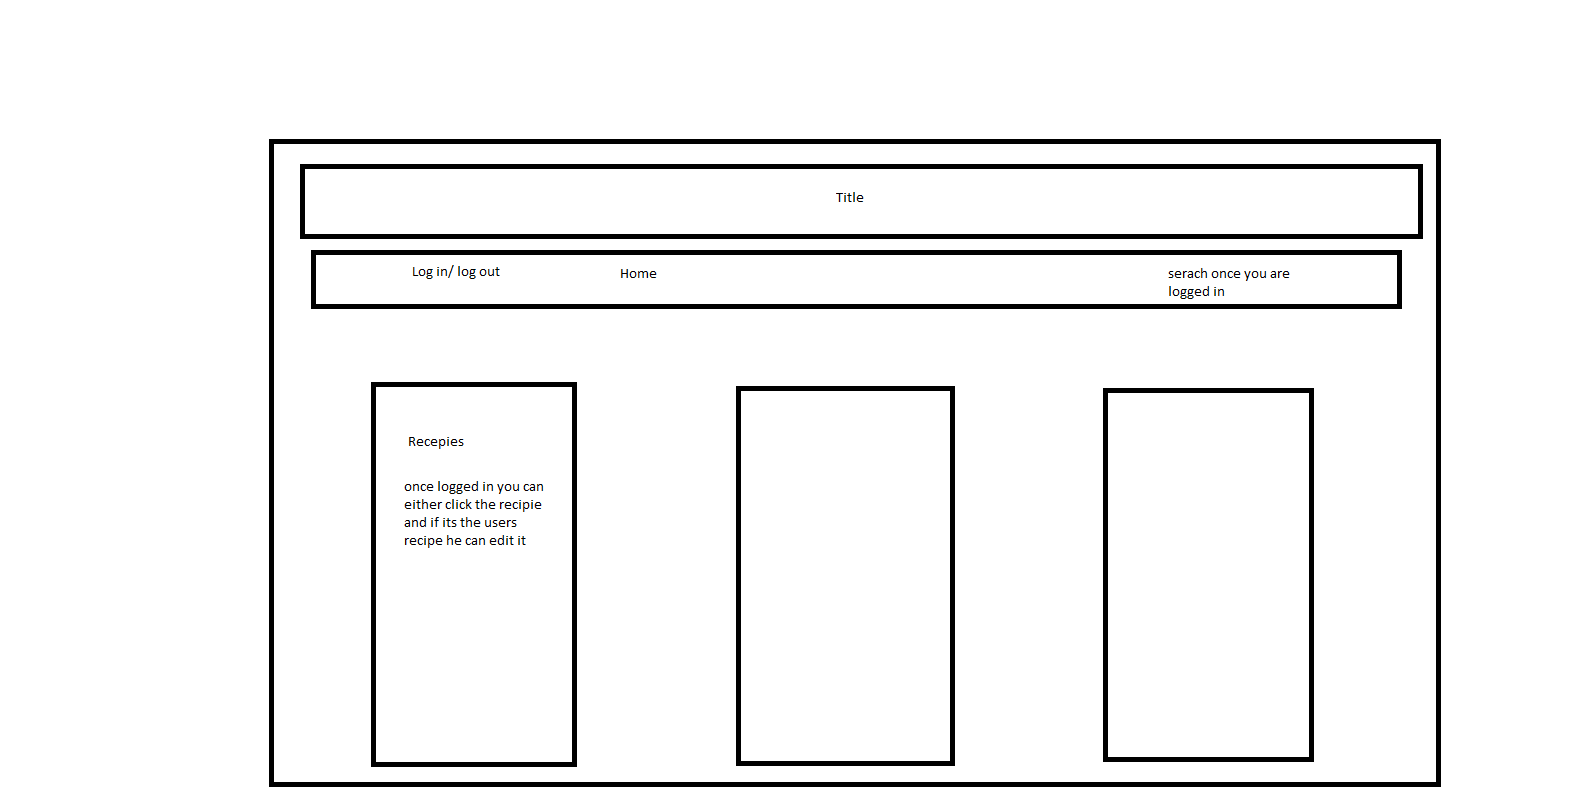 Title
Log in/ log out
Home
serach once you are
logged in
Recepies
once logged in you can
either click the recipie
and if its the users
recipe he can edit it